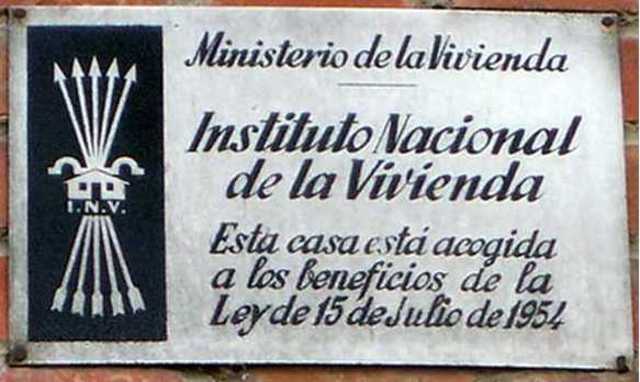 Ministerio de la Vivienda
Instituto Nacional
de la Vivienda
I.N.V.
Esta casa está acogida
a los beneficios de la
Ley de 15 de Julio de 1954